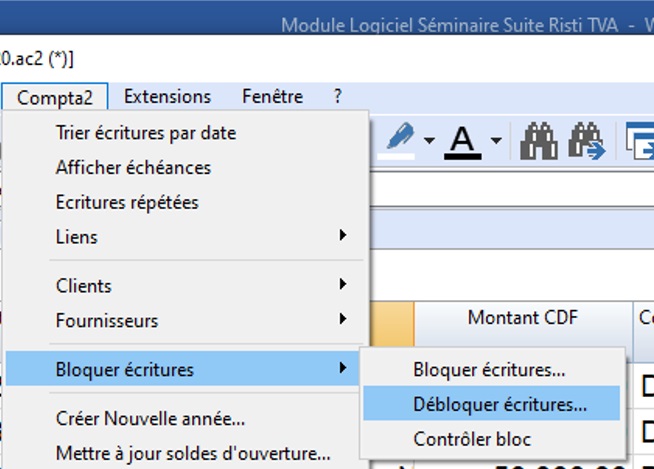 Module Logiciel Séminaire Suite Risti TVA - W
0.ac2 (*)]
Compta2 Extensions Fenêtre ?
Trier écritures par date
Afficher échéances
Ecritures répétées
Liens
Clients
Fournisseurs
Montant CDF
Bloquer écritures
Bloquer écritures...
Débloquer écritures...
Contrôler bloc
Créer Nouvelle année...
Mettre à jour soldes d'ouverture...